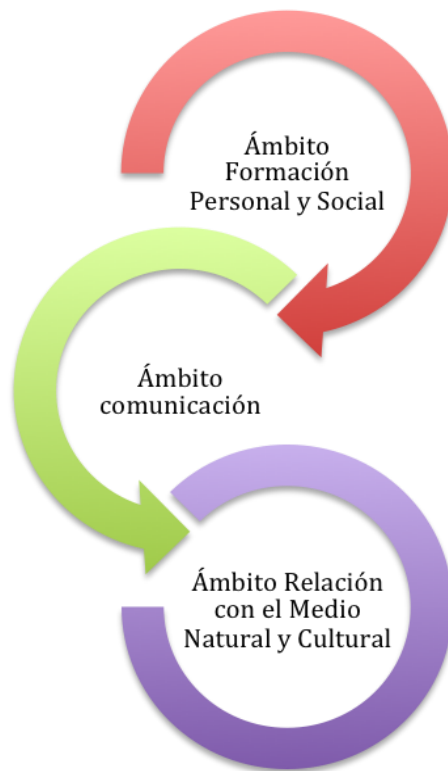 Ámbito
Formación
Personal y Social
Ámbito
comunicación
Ámbito Relación
con el Medio
Natural y Cultural